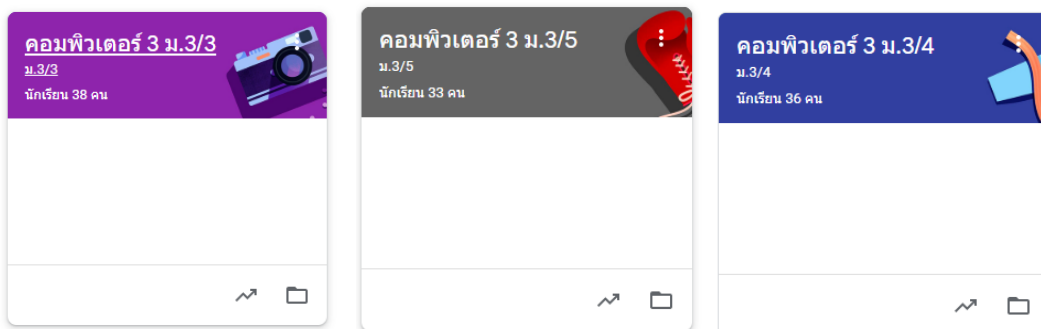 คอมพิวเตอร์ 3 ม.3/3
ม.3/3
นักเรียน 38 คน
คอมพิวเตอร์ 3 ม.3/5
ม.3/5
นักเรียน 33 คน
คอมพิวเตอร์ 3 ม.3/4
ม.3/4
นักเรียน 36 คน